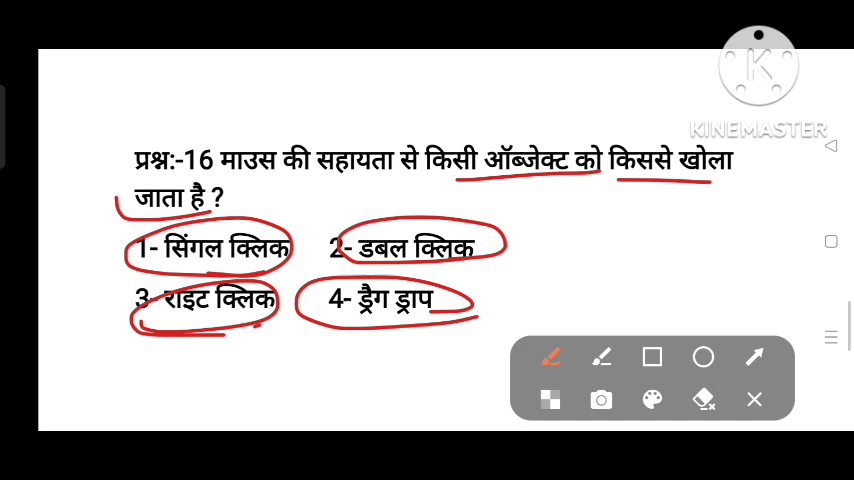 K
KINEMASTER
प्रश्न:-16 माउस की सहायता से किसी ऑब्जेक्ट को किससे खोला
जाता है ?
1- सिंगल क्लिक 2- डबल क्लिक
3- राइट क्लिक 4- ड्रैग ड्राप